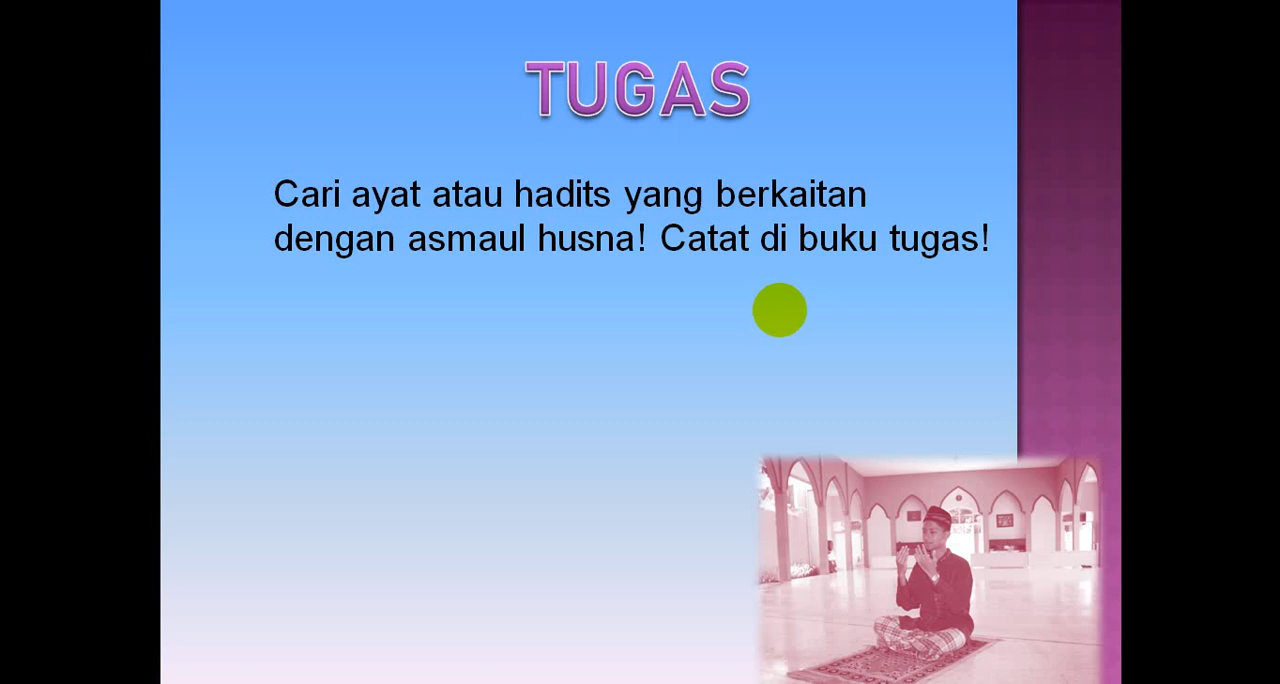 TUGAS
Cari ayat atau hadits yang berkaitan
dengan asmaul husna! Catat di buku tugas!